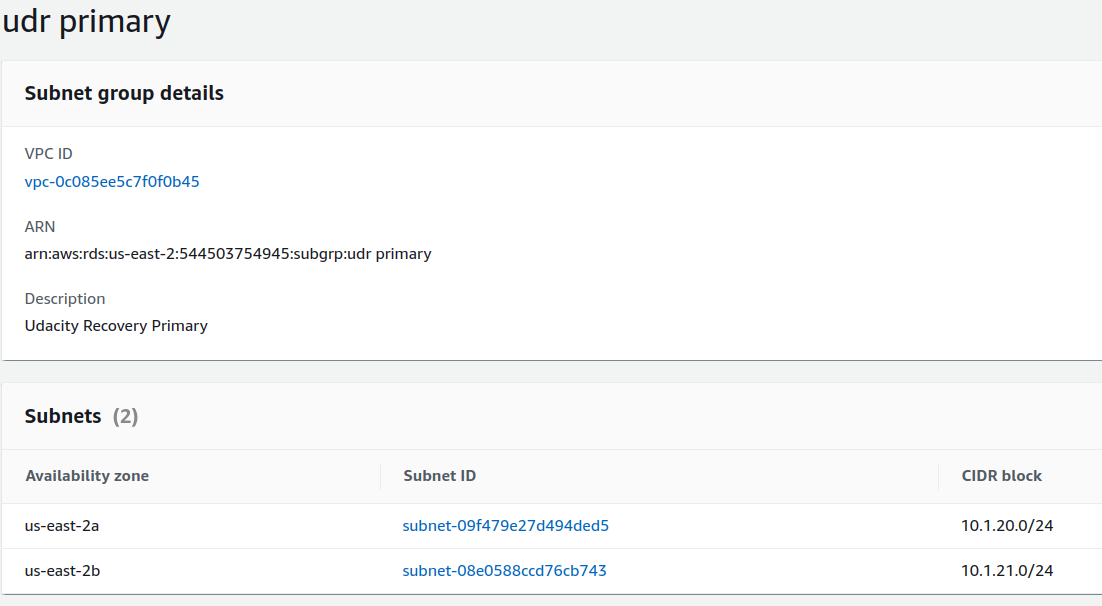 udr primary
Subnet group details
VPC ID
vpc-0c085ee5c7f0f0b45
ARN
arn:aws:rds:us-east-2:544503754945:subgrp:udr primary
Description
Udacity Recovery Primary
Subnets (2)
Availability zone Subnet ID CIDR block
us-east-2a subnet-09f479e27d494ded5 10.1.20.0/24
us-east-2b subnet-08e0588ccd76cb743 10.1.21.0/24